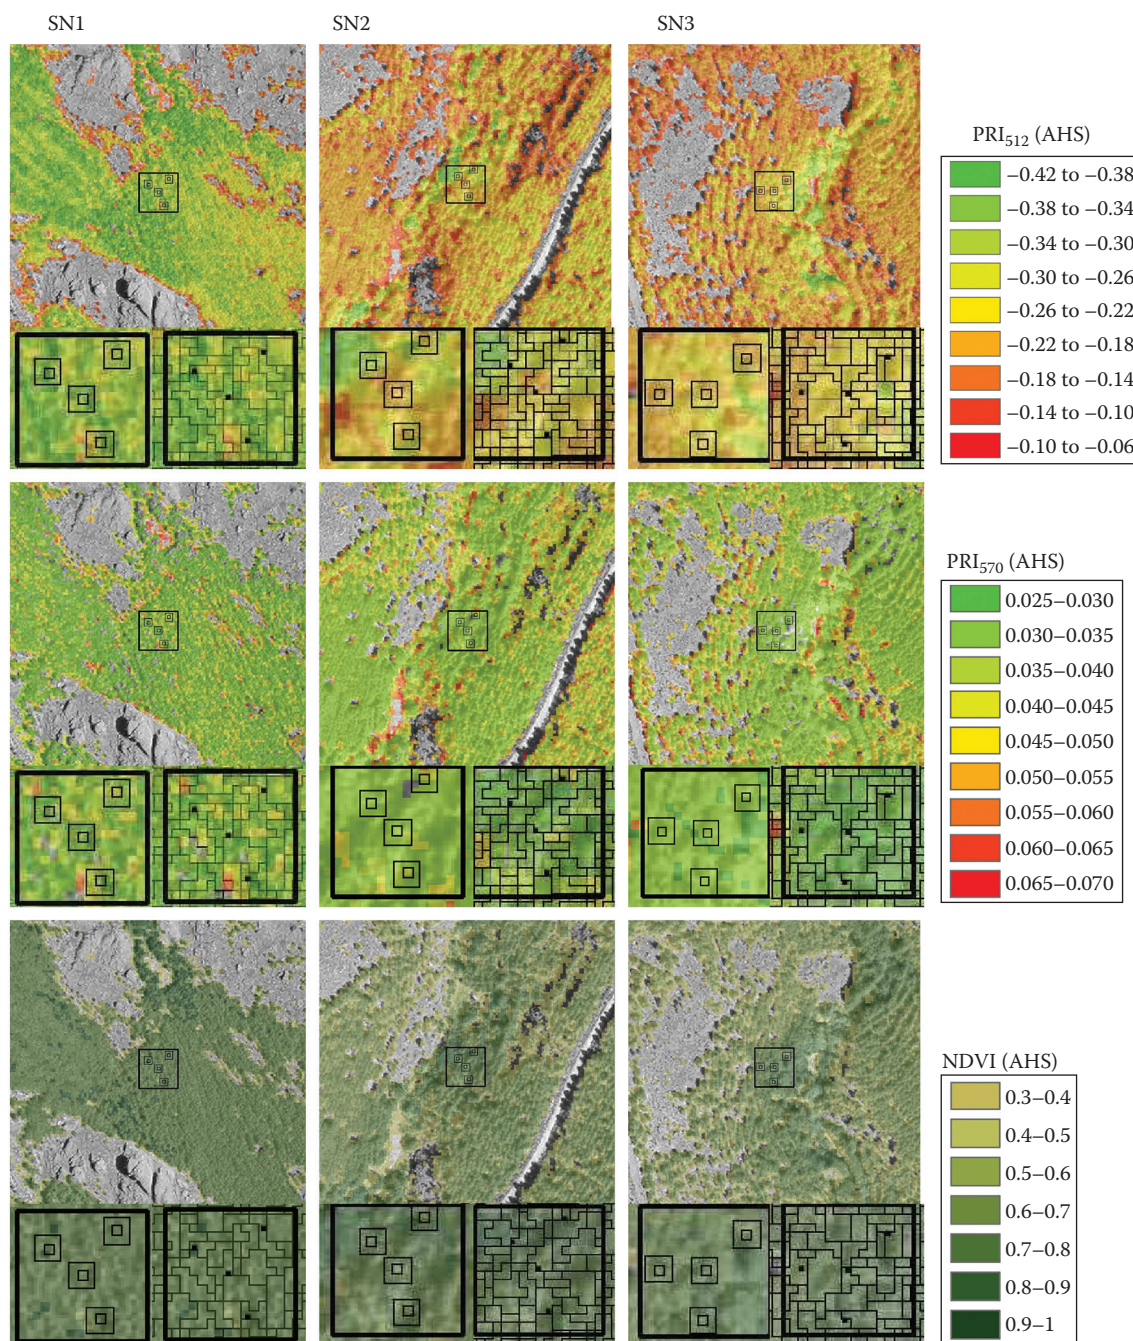 SN1
SN2
SN3
PRI₅₁₂ (AHS)
−0.42 to −0.38
−0.38 to −0.34
−0.34 to −0.30
−0.30 to −0.26
−0.26 to −0.22
−0.22 to −0.18
−0.18 to −0.14
−0.14 to −0.10
−0.10 to −0.06
PRI₅₇₀ (AHS)
0.025–0.030
0.030–0.035
0.035–0.040
0.040–0.045
0.045–0.050
0.050–0.055
0.055–0.060
0.060–0.065
0.065–0.070
NDVI (AHS)
0.3–0.4
0.4–0.5
0.5–0.6
0.6–0.7
0.7–0.8
0.8–0.9
0.9–1